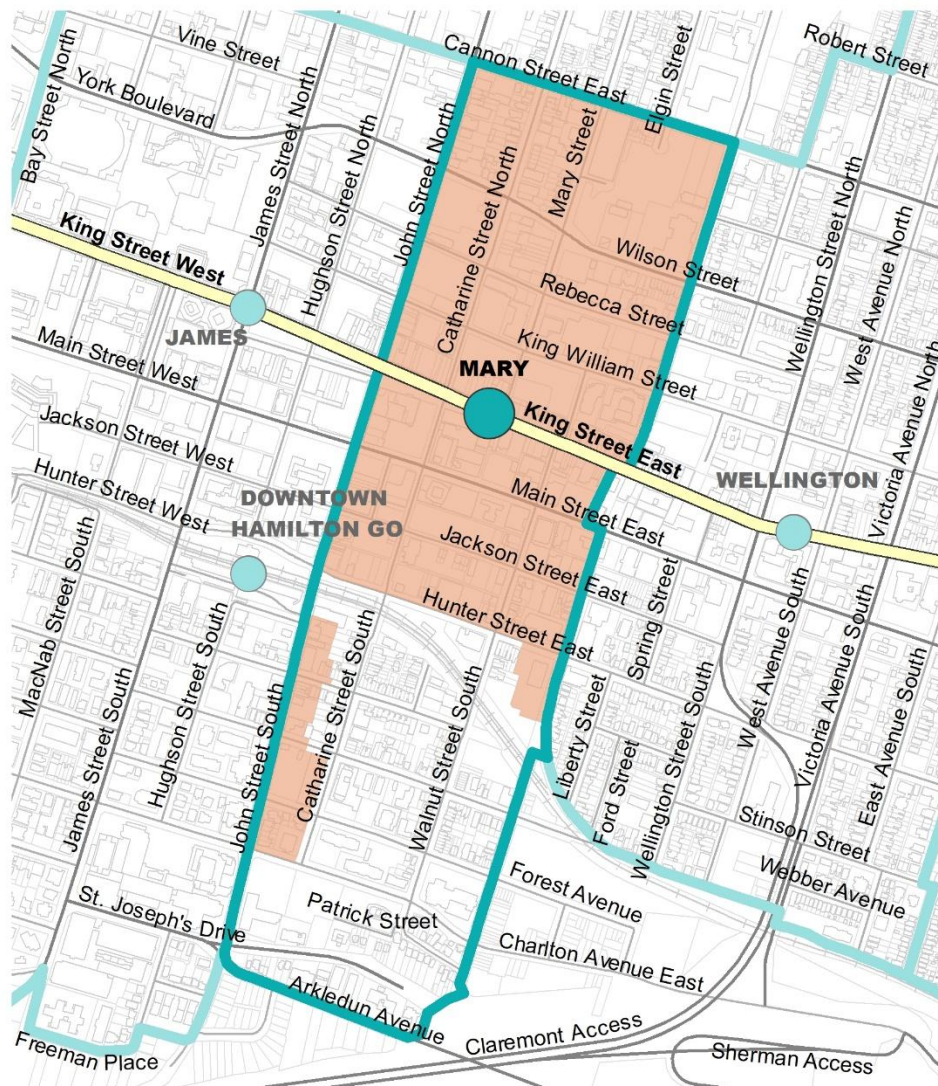 Vine Street
Cannon Street East
Elgin Street
Robert Street
York Boulevard
Bay Street North
James Street North
Hughson Street North
John Street North
Catharine Street North
Mary Street
Wellington Street North
West Avenue North
Victoria Avenue North
King Street West
Wilson Street
Rebecca Street
King William Street
JAMES
MARY
Main Street West
King Street East
WELLINGTON
Jackson Street West
Hunter Street West
DOWNTOWN
HAMILTON GO
Main Street East
Jackson Street East
Hunter Street East
Spring Street
MacNab Street South
James Street South
Hughson Street South
John Street South
Catharine Street South
Walnut Street South
Liberty Street
Ford Street
Wellington Street South
West Avenue South
Victoria Avenue South
East Avenue South
Stinson Street
Webber Avenue
Forest Avenue
Patrick Street
St. Joseph's Drive
Charlton Avenue East
Arkledun Avenue
Claremont Access
Freeman Place
Sherman Access